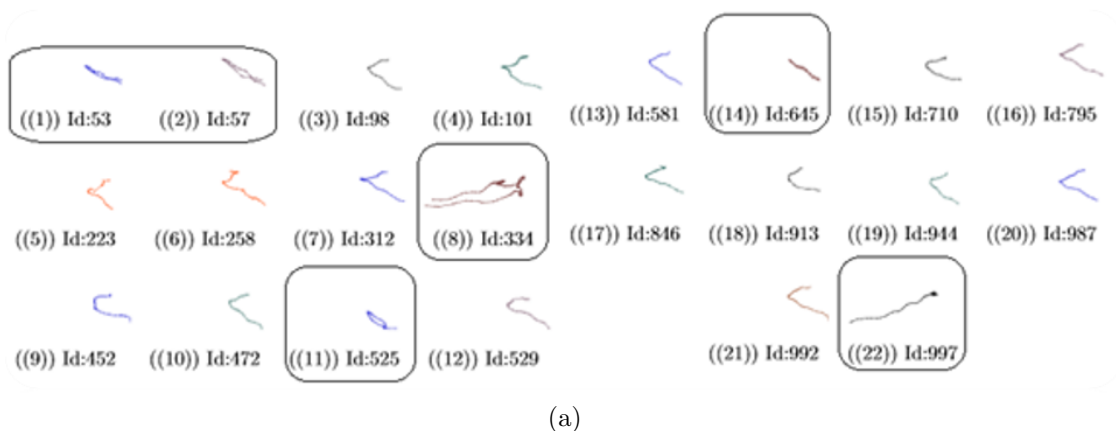 ((1)) Id:53 ((2)) Id:57 ((3)) Id:98 ((4)) Id:101 ((13)) Id:581 ((14)) Id:645 ((15)) Id:710 ((16)) Id:795
((5)) Id:223 ((6)) Id:258 ((7)) Id:312 ((8)) Id:334 ((17)) Id:846 ((18)) Id:913 ((19)) Id:944 ((20)) Id:987
((9)) Id:452 ((10)) Id:472 ((11)) Id:525 ((12)) Id:529 ((21)) Id:992 ((22)) Id:997
(a)